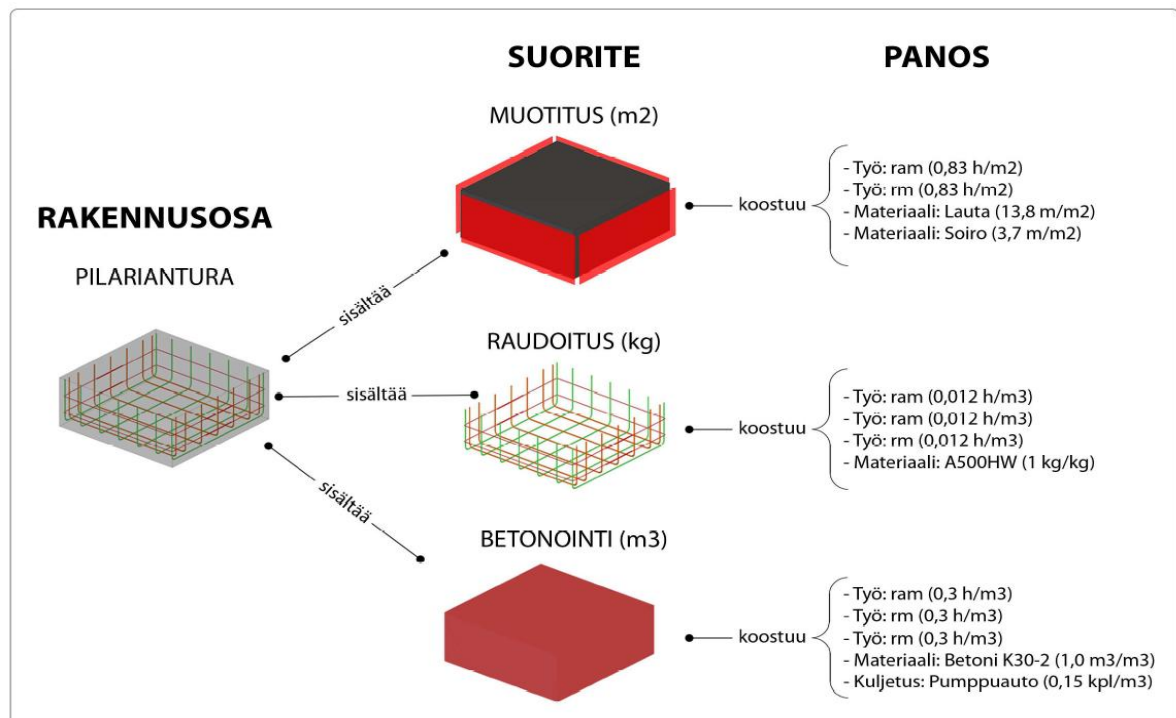 SUORITE
PANOS
MUOTITUS (m2)
- Työ: ram (0,83 h/m2)
- Työ: rm (0,83 h/m2)
- Materiaali: Lauta (13,8 m/m2)
- Materiaali: Soiro (3,7 m/m2)
koostuu
RAKENNUSOSA
PILARIANTURA
sisältää
RAUDOITUS (kg)
sisältää
- Työ: ram (0,012 h/m3)
- Työ: ram (0,012 h/m3)
- Työ: rm (0,012 h/m3)
- Materiaali: A500HW (1 kg/kg)
koostuu
sisältää
BETONOINTI (m3)
- Työ: ram (0,3 h/m3)
- Työ: rm (0,3 h/m3)
- Työ: rm (0,3 h/m3)
- Materiaali: Betoni K30-2 (1,0 m3/m3)
- Kuljetus: Pumppuauto (0,15 kpl/m3)
koostuu